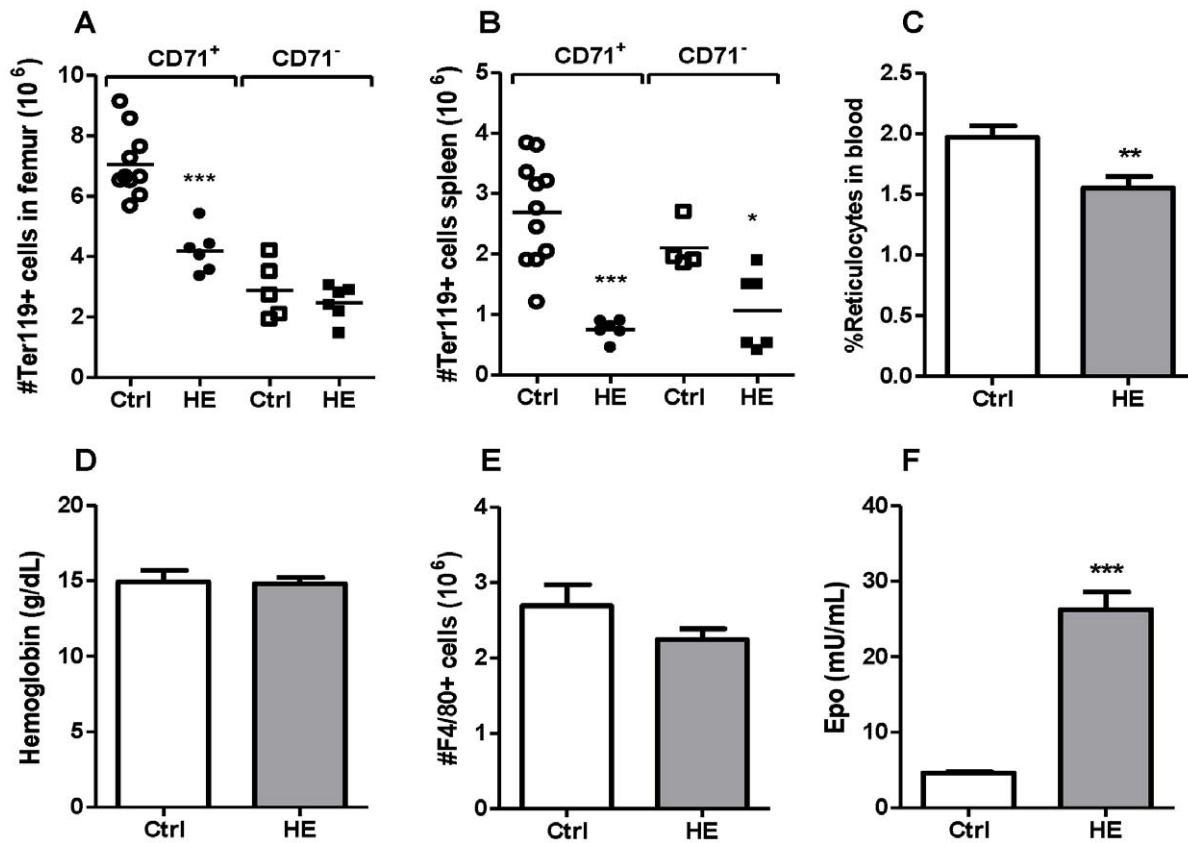 A
CD71+ CD71-
#Ter119+ cells in femur (10 6)
10
8
6
4
2
0
***
Ctrl HE Ctrl HE
B
CD71+ CD71-
#Ter119+ cells spleen (10 6)
5
4
3
2
1
0
***
*
Ctrl HE Ctrl HE
C
%Reticulocytes in blood
2.5
2.0
1.5
1.0
0.5
0.0
**
Ctrl HE
D
Hemoglobin (g/dL)
20
15
10
5
0
Ctrl HE
E
#F4/80+ cells (10 6)
4
3
2
1
0
Ctrl HE
F
Epo (mU/mL)
40
30
20
10
0
***
Ctrl HE